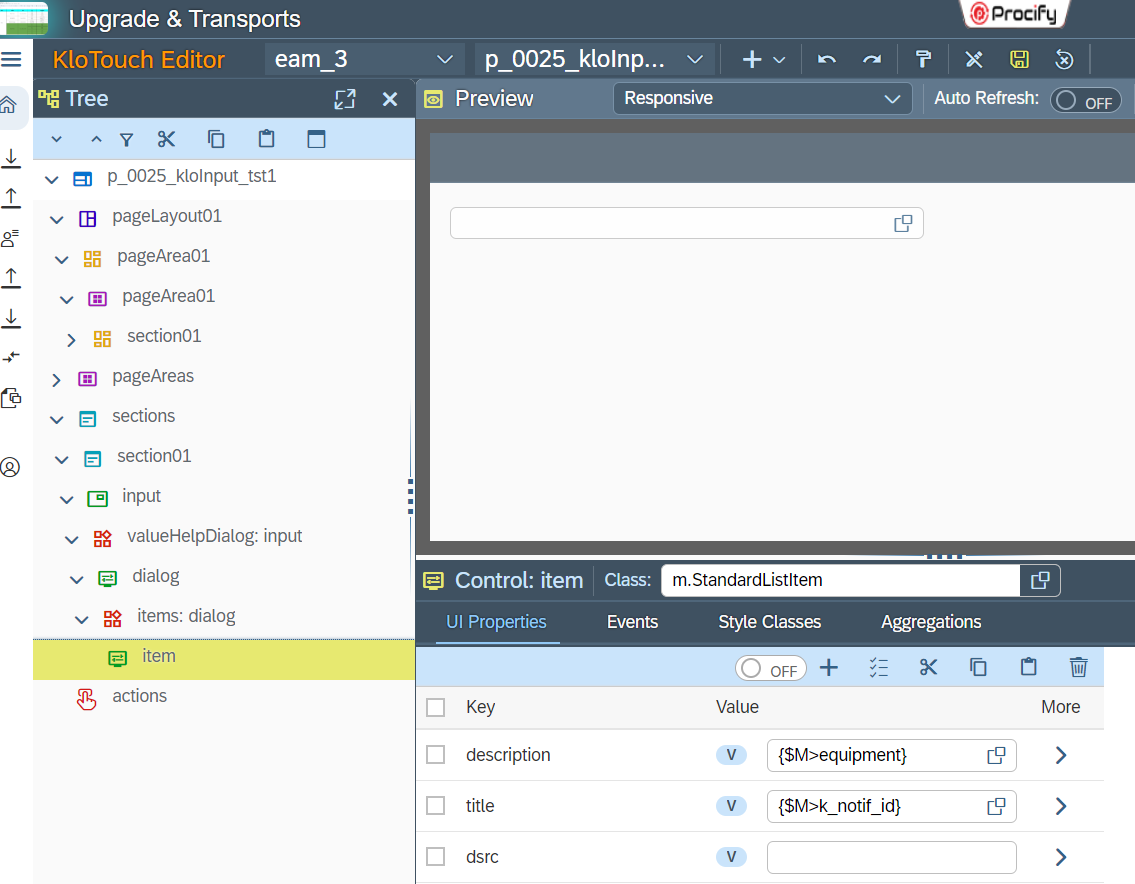 Upgrade & Transports
Procify
KloTouch Editor
eam_3
p_0025_kloInp...
Tree
Preview
Responsive
Auto Refresh:
OFF
p_0025_kloInput_tst1
pageLayout01
pageArea01
pageArea01
section01
pageAreas
sections
section01
input
valueHelpDialog: input
dialog
items: dialog
item
actions
Control: item
Class:
m.StandardListItem
UI Properties
Events
Style Classes
Aggregations
OFF
Key
Value
More
description
V
{$M>equipment}
title
V
{$M>k_notif_id}
dsrc
V